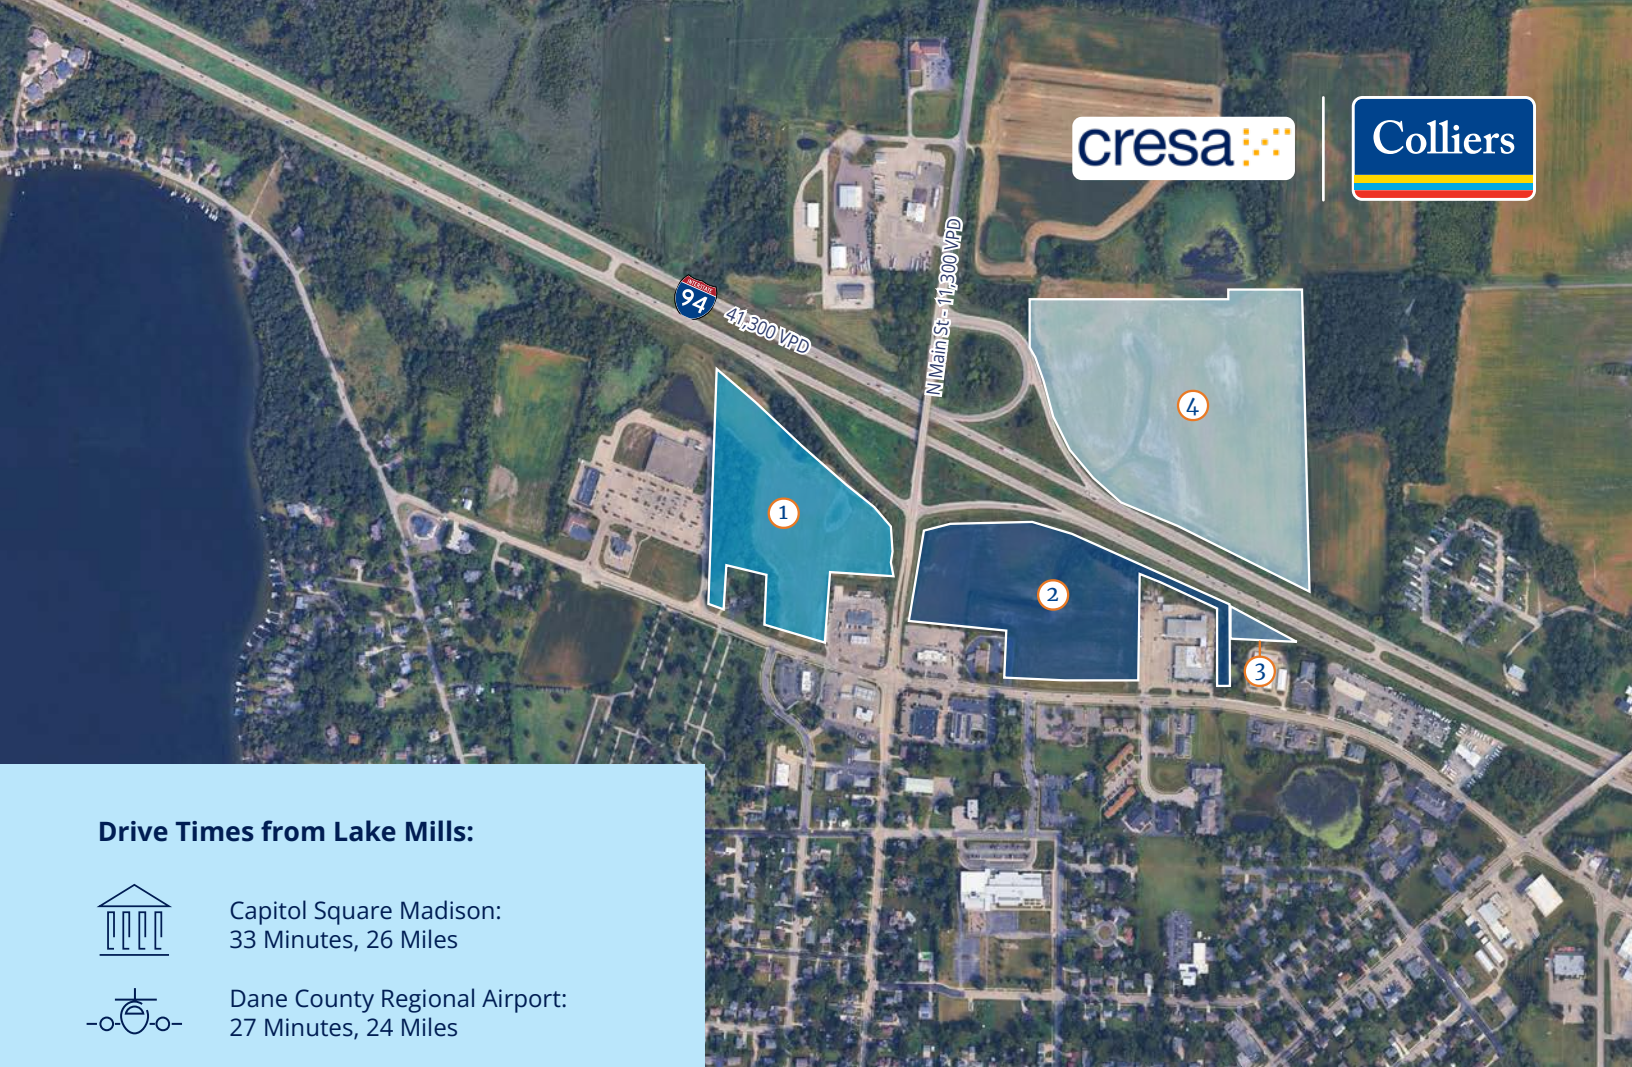 cresa
Colliers
N Main St - 11,300 VPD
INTERSTATE
94
41,300 VPD
4
1
2
3
Drive Times from Lake Mills:
Capitol Square Madison:
33 Minutes, 26 Miles
Dane County Regional Airport:
27 Minutes, 24 Miles